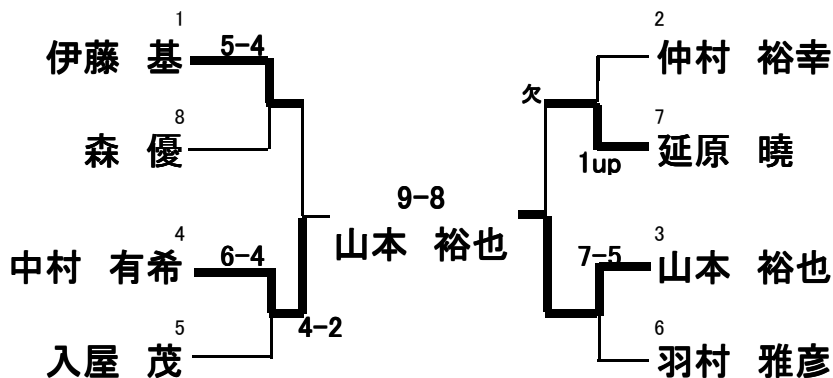 1
伊藤 基
5-4
8
森 優
4
中村 有希
6-4
5
入屋 茂
4-2
9-8
山本 裕也
2
仲村 裕幸
欠
7
延原 曉
1up
3
山本 裕也
7-5
6
羽村 雅彦